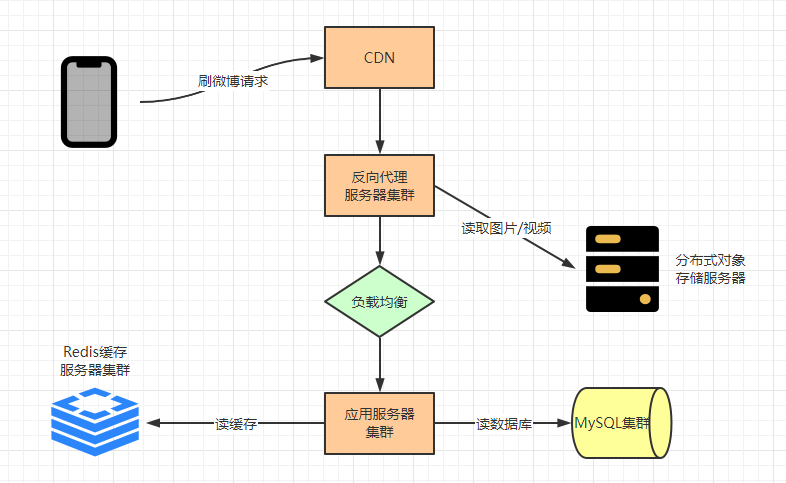 CDN
刷微博请求
反向代理
服务器集群
读取图片/视频
分布式对象
存储服务器
负载均衡
Redis缓存
服务器集群
读缓存
应用服务器
集群
读数据库
MySQL集群